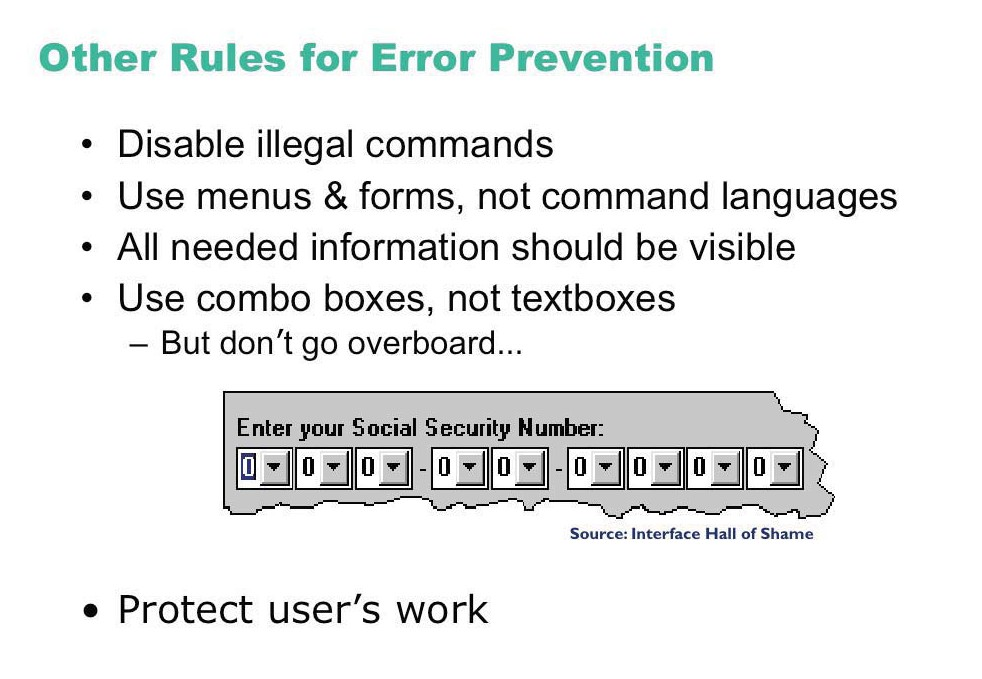 Other Rules for Error Prevention
• Disable illegal commands
• Use menus & forms, not command languages
• All needed information should be visible
• Use combo boxes, not textboxes
– But don’t go overboard...
Enter your Social Security Number:
0 0 0 - 0 0 - 0 0 0 0
Source: Interface Hall of Shame
• Protect user’s work